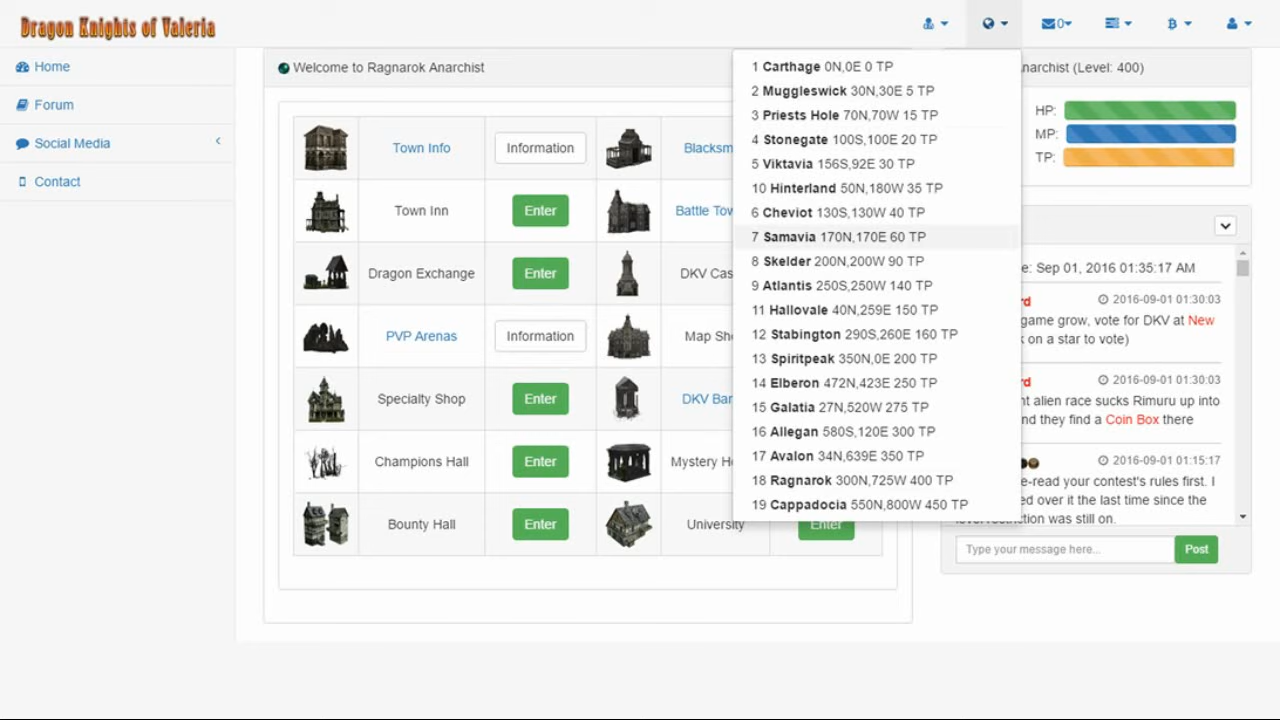 Dragon Knights of Valeria
0
Home
Forum
Social Media
Contact
Welcome to Ragnarok Anarchist
Town Info
Information
Blacksm
Town Inn
Enter
Battle Tow
Dragon Exchange
Enter
DKV Cas
PVP Arenas
Information
Map Sh
Specialty Shop
Enter
DKV Ban
Champions Hall
Enter
Mystery H
Bounty Hall
Enter
University
Enter
1 Carthage 0N,0E 0 TP
2 Muggleswick 30N,30E 5 TP
3 Priests Hole 70N,70W 15 TP
4 Stonegate 100S,100E 20 TP
5 Viktavia 156S,92E 30 TP
10 Hinterland 50N,180W 35 TP
6 Cheviot 130S,130W 40 TP
7 Samavia 170N,170E 60 TP
8 Skelder 200N,200W 90 TP
9 Atlantis 250S,250W 140 TP
11 Hallovale 40N,259E 150 TP
12 Stabington 290S,260E 160 TP
13 Spiritpeak 350N,0E 200 TP
14 Elberon 472N,423E 250 TP
15 Galatia 27N,520W 275 TP
16 Allegan 580S,120E 300 TP
17 Avalon 34N,639E 350 TP
18 Ragnarok 300N,725W 400 TP
19 Cappadocia 550N,800W 450 TP
narchist (Level: 400)
HP:
MP:
TP:
e: Sep 01, 2016 01:35:17 AM
rd 2016-09-01 01:30:03
game grow, vote for DKV at New
k on a star to vote)
rd 2016-09-01 01:30:03
nt alien race sucks Rimuru up into
nd they find a Coin Box there
2016-09-01 01:15:17
e-read your contest's rules first. I
ed over it the last time since the
level restriction was still on.
Type your message here...
Post